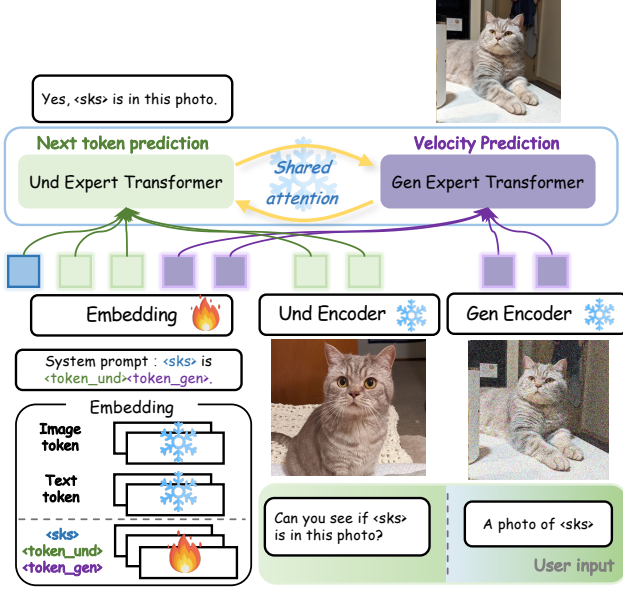 Yes, <sks> is in this photo.
Next token prediction
Velocity Prediction
Und Expert Transformer
Shared
attention
Gen Expert Transformer
Embedding
Und Encoder
Gen Encoder
System prompt : <sks> is
<token_und><token_gen>.
Embedding
Image
token
Text
token
<sks>
<token_und>
<token_gen>
Can you see if <sks>
is in this photo?
A photo of <sks>
User input